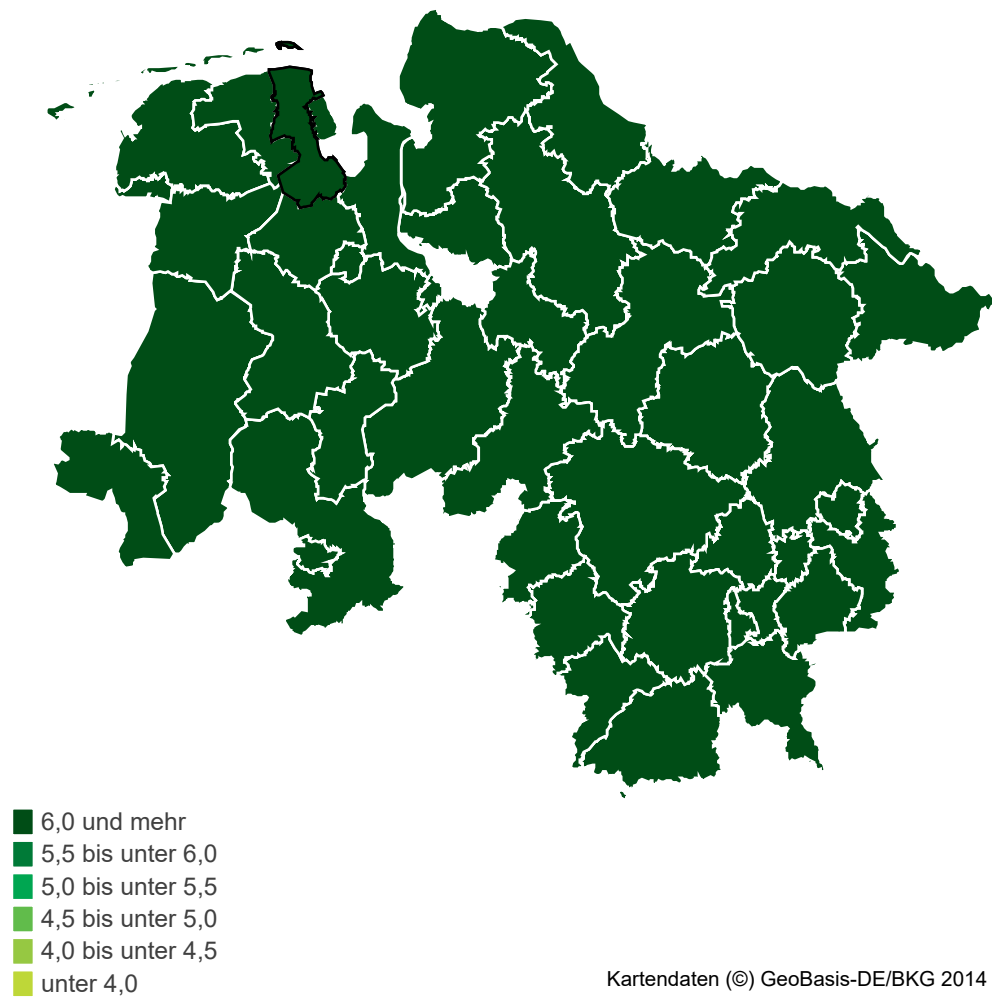 6,0 und mehr
5,5 bis unter 6,0
5,0 bis unter 5,5
4,5 bis unter 5,0
4,0 bis unter 4,5
unter 4,0
Kartendaten (©) GeoBasis-DE/BKG 2014